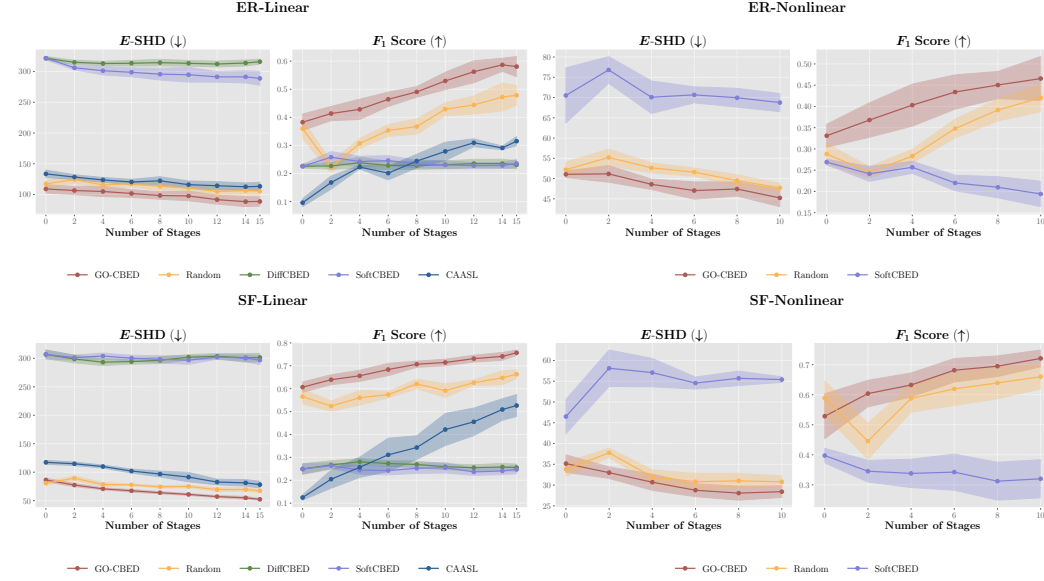 ER-Linear
ER-Nonlinear
E-SHD (↓)
F1 Score (↑)
E-SHD (↓)
F1 Score (↑)
300
250
200
150
100
0 2 4 6 8 10 12 14 15
Number of Stages
0.6
0.5
0.4
0.3
0.2
0.1
0 2 4 6 8 10 12 14 15
Number of Stages
80
75
70
65
60
55
50
45
0 2 4 6 8 10
Number of Stages
0.50
0.45
0.40
0.35
0.30
0.25
0.20
0.15
0 2 4 6 8 10
Number of Stages
GO-CBED Random DiffCBED SoftCBED CAASL
GO-CBED Random SoftCBED
SF-Linear
SF-Nonlinear
E-SHD (↓)
F1 Score (↑)
E-SHD (↓)
F1 Score (↑)
300
250
200
150
100
50
0 2 4 6 8 10 12 14 15
Number of Stages
0.8
0.7
0.6
0.5
0.4
0.3
0.2
0.1
0 2 4 6 8 10 12 14 15
Number of Stages
60
55
50
45
40
35
30
25
0 2 4 6 8 10
Number of Stages
0.7
0.6
0.5
0.4
0.3
0 2 4 6 8 10
Number of Stages
GO-CBED Random DiffCBED SoftCBED CAASL
GO-CBED Random SoftCBED